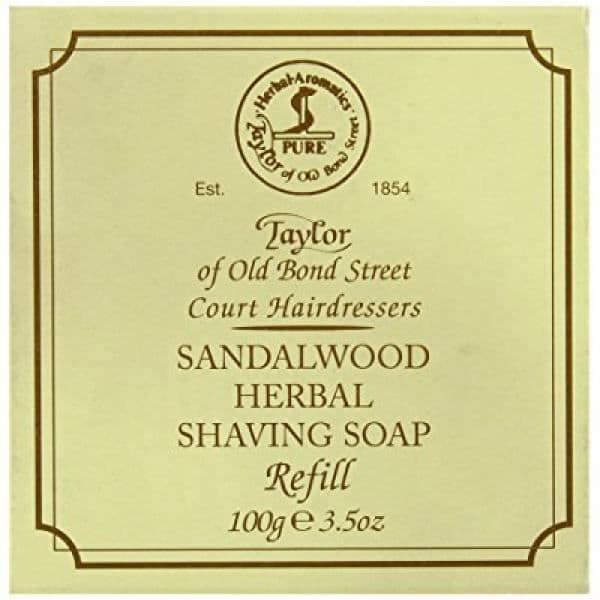 Herbal Aromatics
PURE
Taylor of Old Bond Street
Est. 1854
Taylor
of Old Bond Street
Court Hairdressers
SANDALWOOD
HERBAL
SHAVING SOAP
Refill
100g ℮ 3.5oz